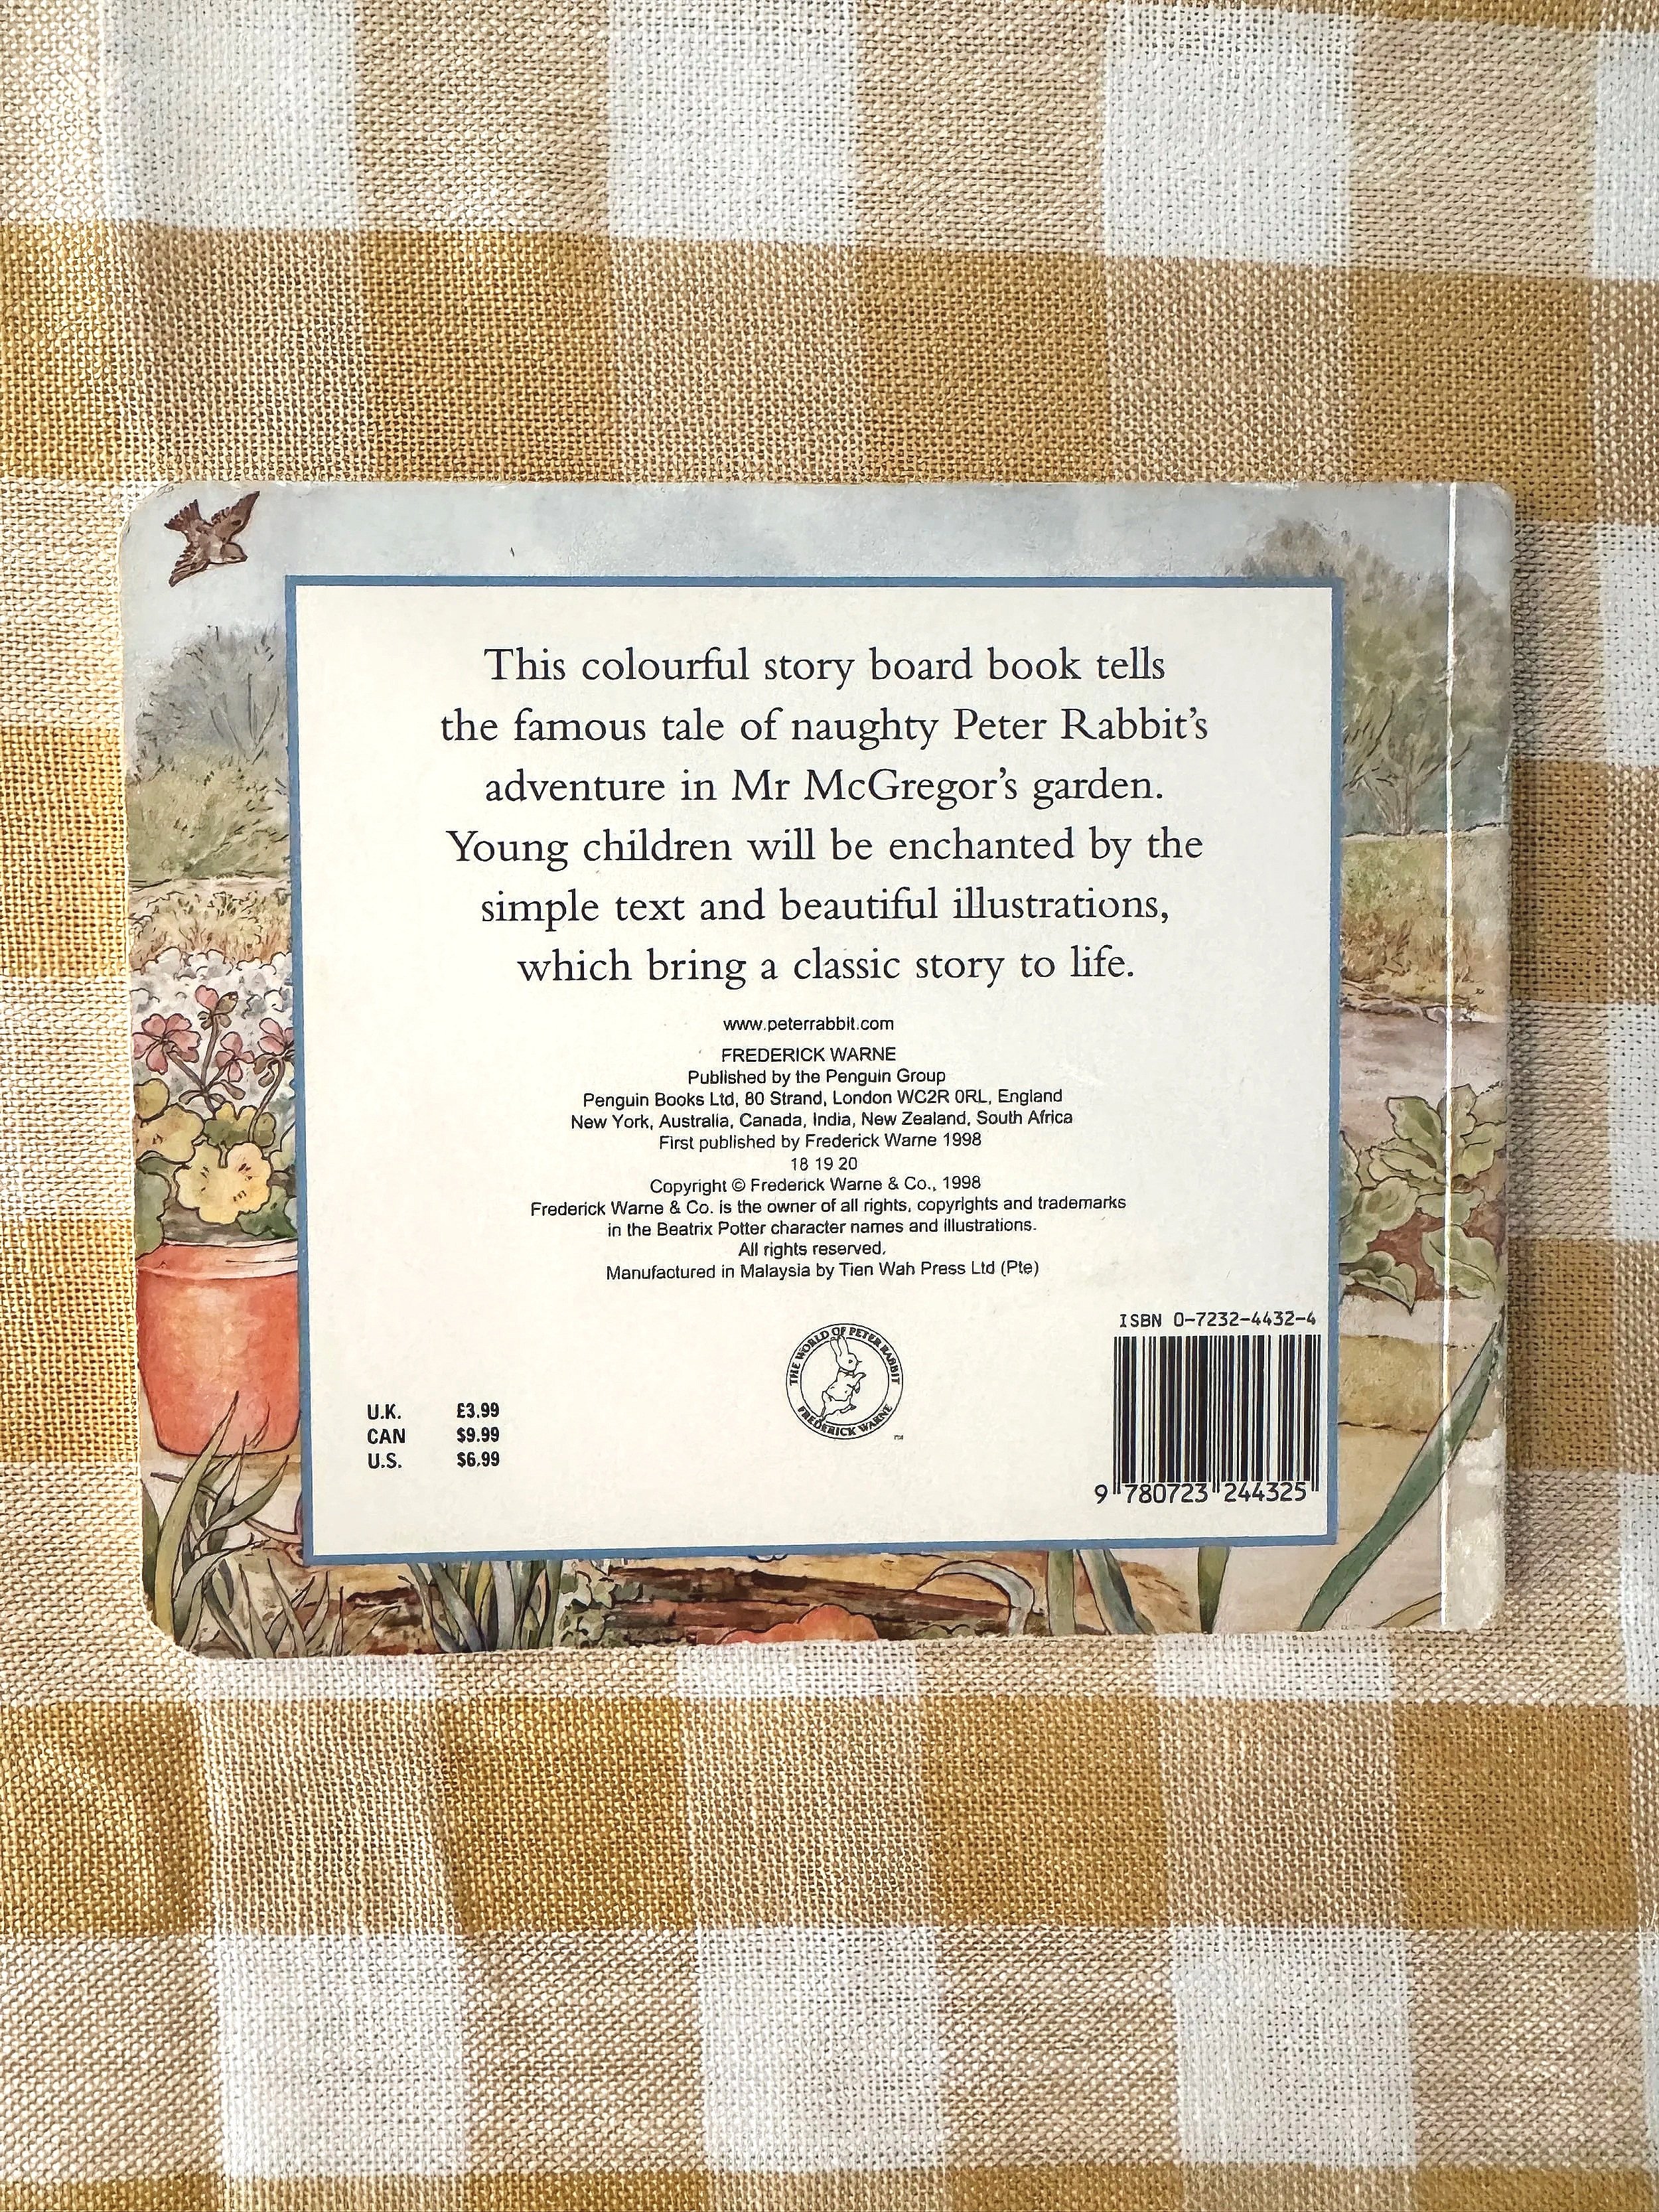 This colourful story board book tells
the famous tale of naughty Peter Rabbit's
adventure in Mr McGregor's garden.
Young children will be enchanted by the
simple text and beautiful illustrations,
which bring a classic story to life.
www.peterrabbit.com
FREDERICK WARNE
Published by the Penguin Group
Penguin Books Ltd, 80 Strand, London WC2R 0RL, England
New York, Australia, Canada, India, New Zealand, South Africa
First published by Frederick Warne 1998
18 19 20
Copyright © Frederick Warne & Co., 1998
Frederick Warne & Co. is the owner of all rights, copyrights and trademarks
in the Beatrix Potter character names and illustrations.
All rights reserved.
Manufactured in Malaysia by Tien Wah Press Ltd (Pte)
U.K. £3.99
CAN $9.99
U.S. $6.99
THE WORLD OF PETER RABBIT
FREDERICK WARNE
™
ISBN 0-7232-4432-4
9 780723 244325